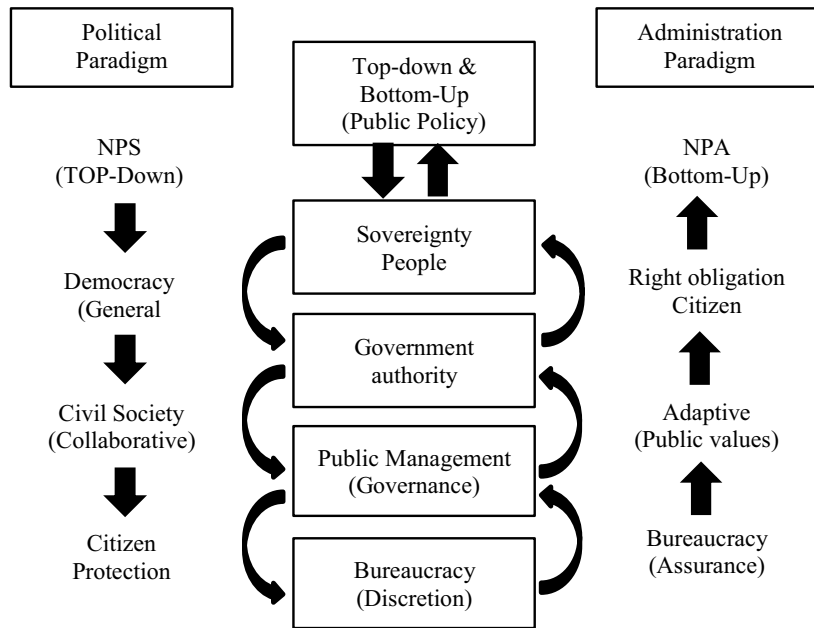 Political
Paradigm
NPS
(TOP-Down)
Democracy
(General
Civil Society
(Collaborative)
Citizen
Protection
Top-down &
Bottom-Up
(Public Policy)
Sovereignty
People
Government
authority
Public Management
(Governance)
Bureaucracy
(Discretion)
Administration
Paradigm
NPA
(Bottom-Up)
Right obligation
Citizen
Adaptive
(Public values)
Bureaucracy
(Assurance)